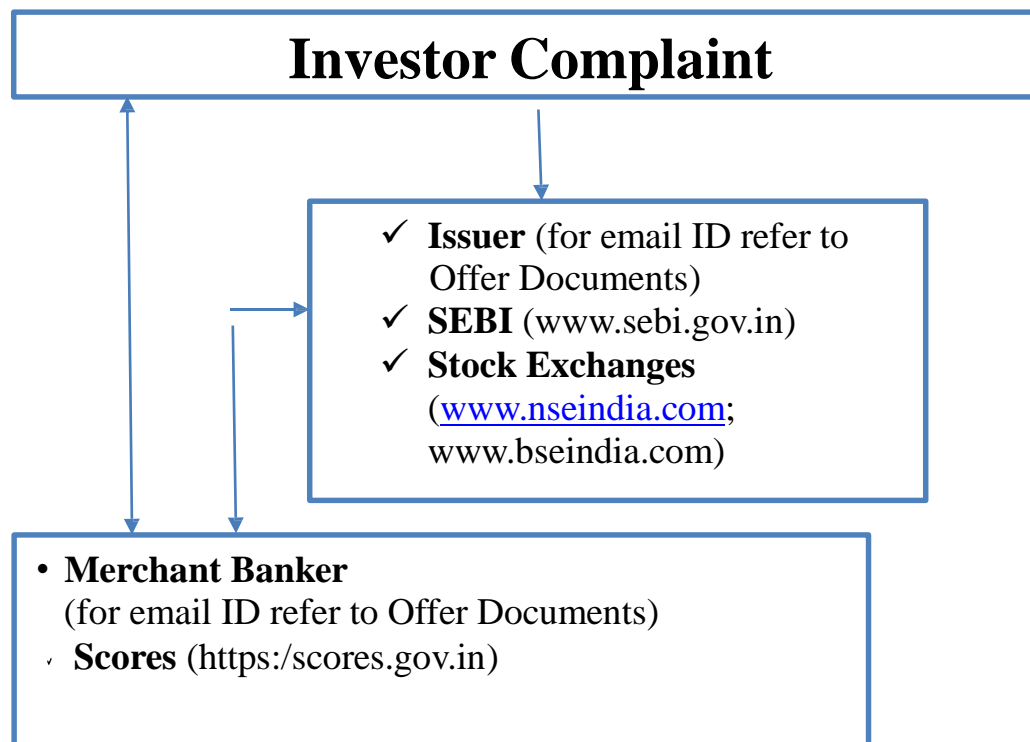 Investor Complaint
✓ Issuer (for email ID refer to
Offer Documents)
✓ SEBI (www.sebi.gov.in)
✓ Stock Exchanges
(www.nseindia.com;
www.bseindia.com)
• Merchant Banker
(for email ID refer to Offer Documents)
✓ Scores (https:/scores.gov.in)